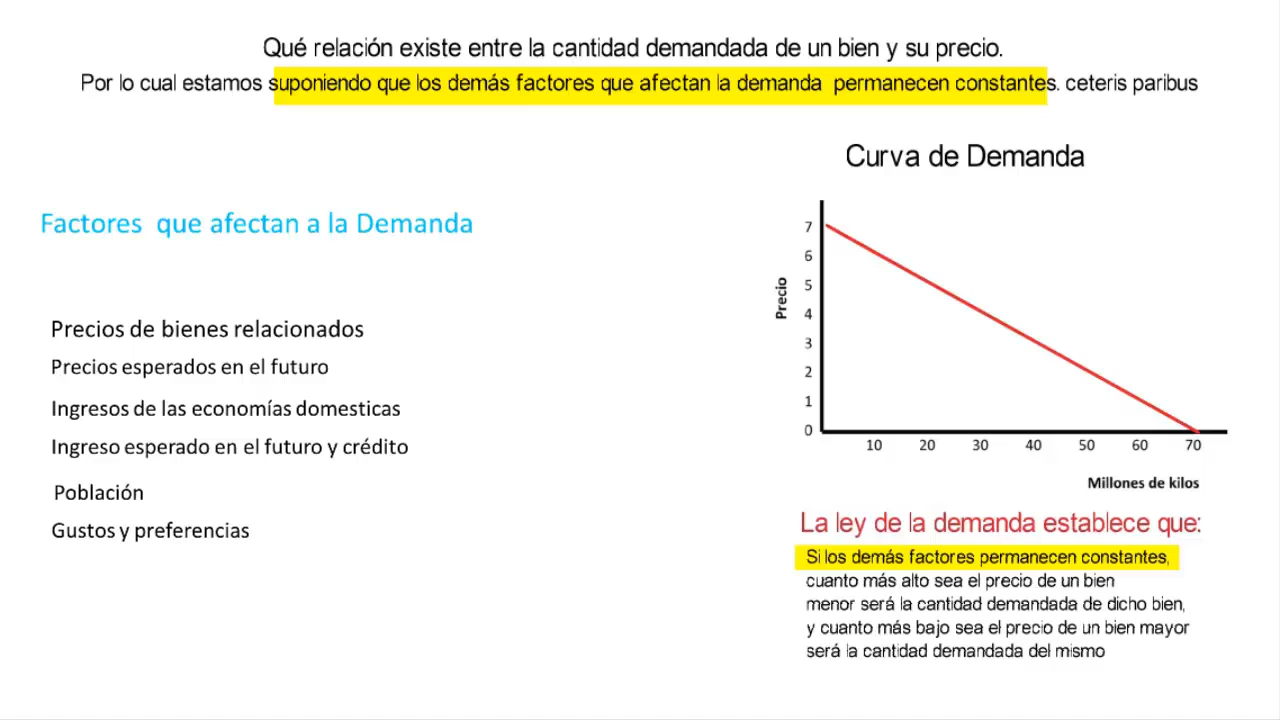 Qué relación existe entre la cantidad demandada de un bien y su precio.
Por lo cual estamos suponiendo que los demás factores que afectan la demanda permanecen constantes. ceteris paribus
Factores que afectan a la Demanda
Precios de bienes relacionados
Precios esperados en el futuro
Ingresos de las economías domesticas
Ingreso esperado en el futuro y crédito
Población
Gustos y preferencias
Curva de Demanda
Precio
7
6
5
4
3
2
1
0
10 20 30 40 50 60 70
Millones de kilos
La ley de la demanda establece que:
Si los demás factores permanecen constantes,
cuanto más alto sea el precio de un bien
menor será la cantidad demandada de dicho bien,
y cuanto más bajo sea el precio de un bien mayor
será la cantidad demandada del mismo